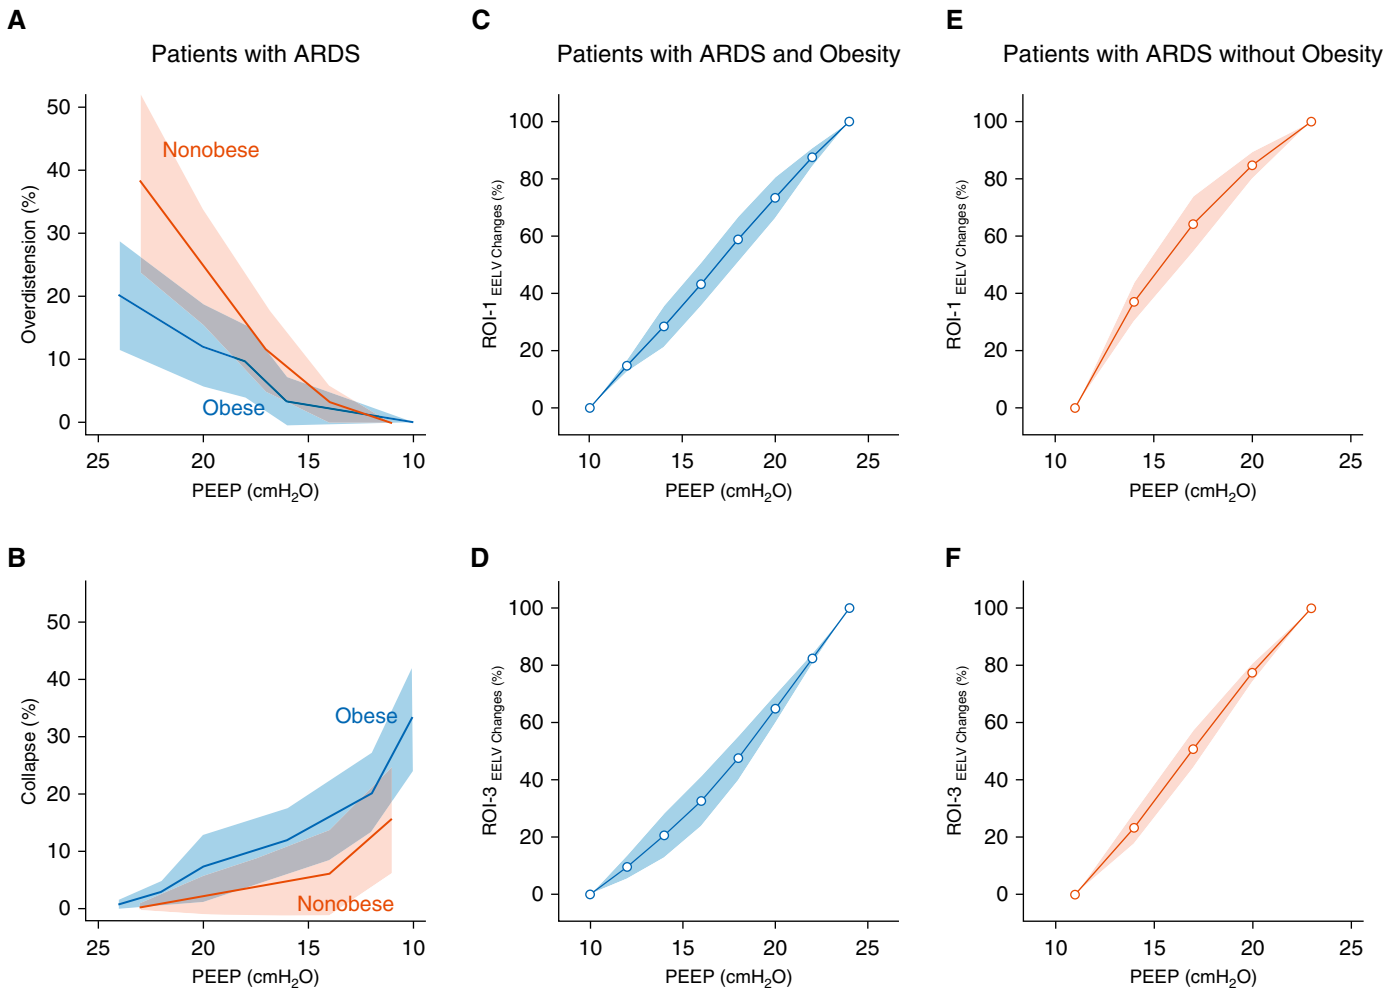 A
Patients with ARDS
50
40
30
20
10
0
Overdistension (%)
Nonobese
Obese
25 20 15 10
PEEP (cmH₂O)
C
Patients with ARDS and Obesity
100
80
60
40
20
0
ROI-1 EELV Changes (%)
10 15 20 25
PEEP (cmH₂O)
E
Patients with ARDS without Obesity
100
80
60
40
20
0
ROI-1 EELV Changes (%)
10 15 20 25
PEEP (cmH₂O)
B
50
40
30
20
10
0
Collapse (%)
Obese
Nonobese
25 20 15 10
PEEP (cmH₂O)
D
100
80
60
40
20
0
ROI-3 EELV Changes (%)
10 15 20 25
PEEP (cmH₂O)
F
100
80
60
40
20
0
ROI-3 EELV Changes (%)
10 15 20 25
PEEP (cmH₂O)